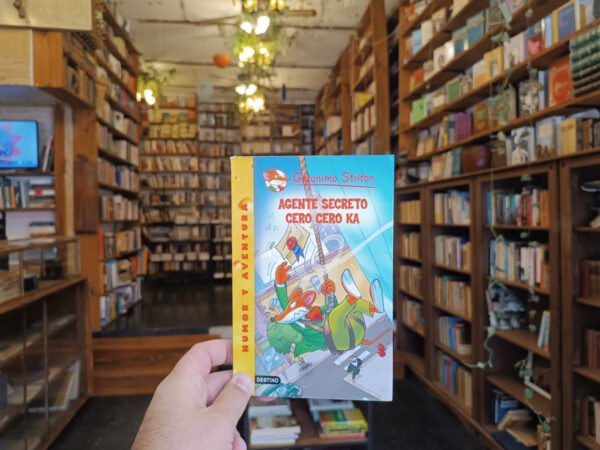 Geronimo Stilton
AGENTE SECRETO
CERO CERO KA
HUMOR Y AVENTURA
DESTINO